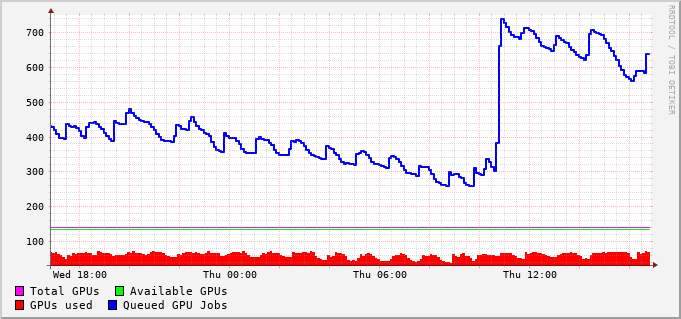 700
600
500
400
300
200
100
Wed 18:00 Thu 00:00 Thu 06:00 Thu 12:00
Total GPUs Available GPUs
GPUs used Queued GPU Jobs
RRDTOOL / TOBI OETIKER